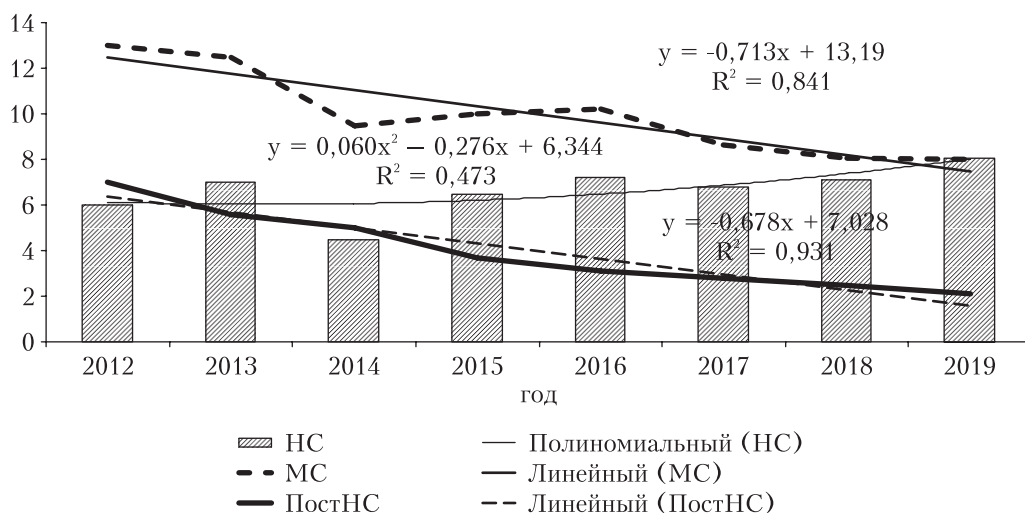 14
12
10
8
6
4
2
0
y = -0,713x + 13,19
R² = 0,841
y = 0,060x² – 0,276x + 6,344
R² = 0,473
y = -0,678x + 7,028
R² = 0,931
2012 2013 2014 2015 2016 2017 2018 2019
год
НС
МС
ПостНС
Полиномиальный (НС)
Линейный (МС)
Линейный (ПостНС)